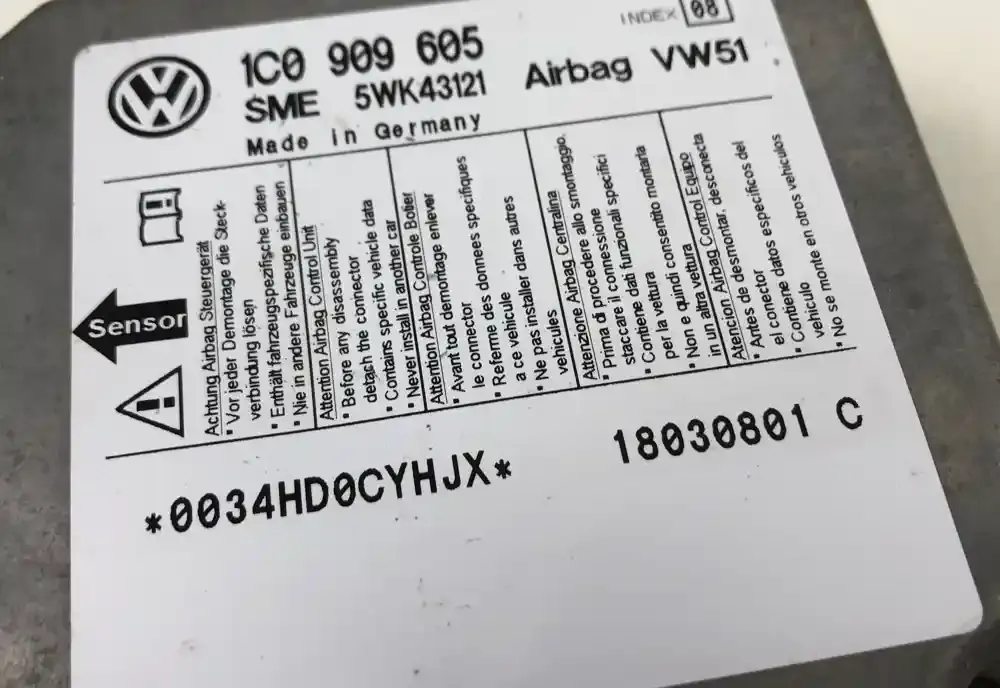 INDEX 08
1C0 909 605
SME 5WK43121
Airbag VW51
Made in Germany
Sensor
Achtung Airbag Steuergerät
• Vor jeder Demontage die Steck-
verbindung lösen
• Enthält fahrzeugspezifische Daten
• Nie in andere Fahrzeuge einbauen
Attention Airbag Control Unit
• Before any disassembly
detach the connector
• Contains specific vehicle data
• Never install in another car
Attention Airbag Controle Boîtier
• Avant tout demontage enlever
le connector
• Referme des donnees specifiques
a ce vehicule
• Ne pas installer dans autres
vehicules
Attenzione Airbag Centralina
• Prima di procedere allo smontaggio,
staccare il connessione
• Contiene dati funzionali specifici
per la vettura
• Non e quindi consentito montarla
in un altra vettura
Atencion Airbag Control Equipo
• Antes de desmontar, desconecta
el conector
• Contiene datos especificos del
vehiculo
• No se monte en otros vehiculos
*0034HD0CYHJX*
18030801 C